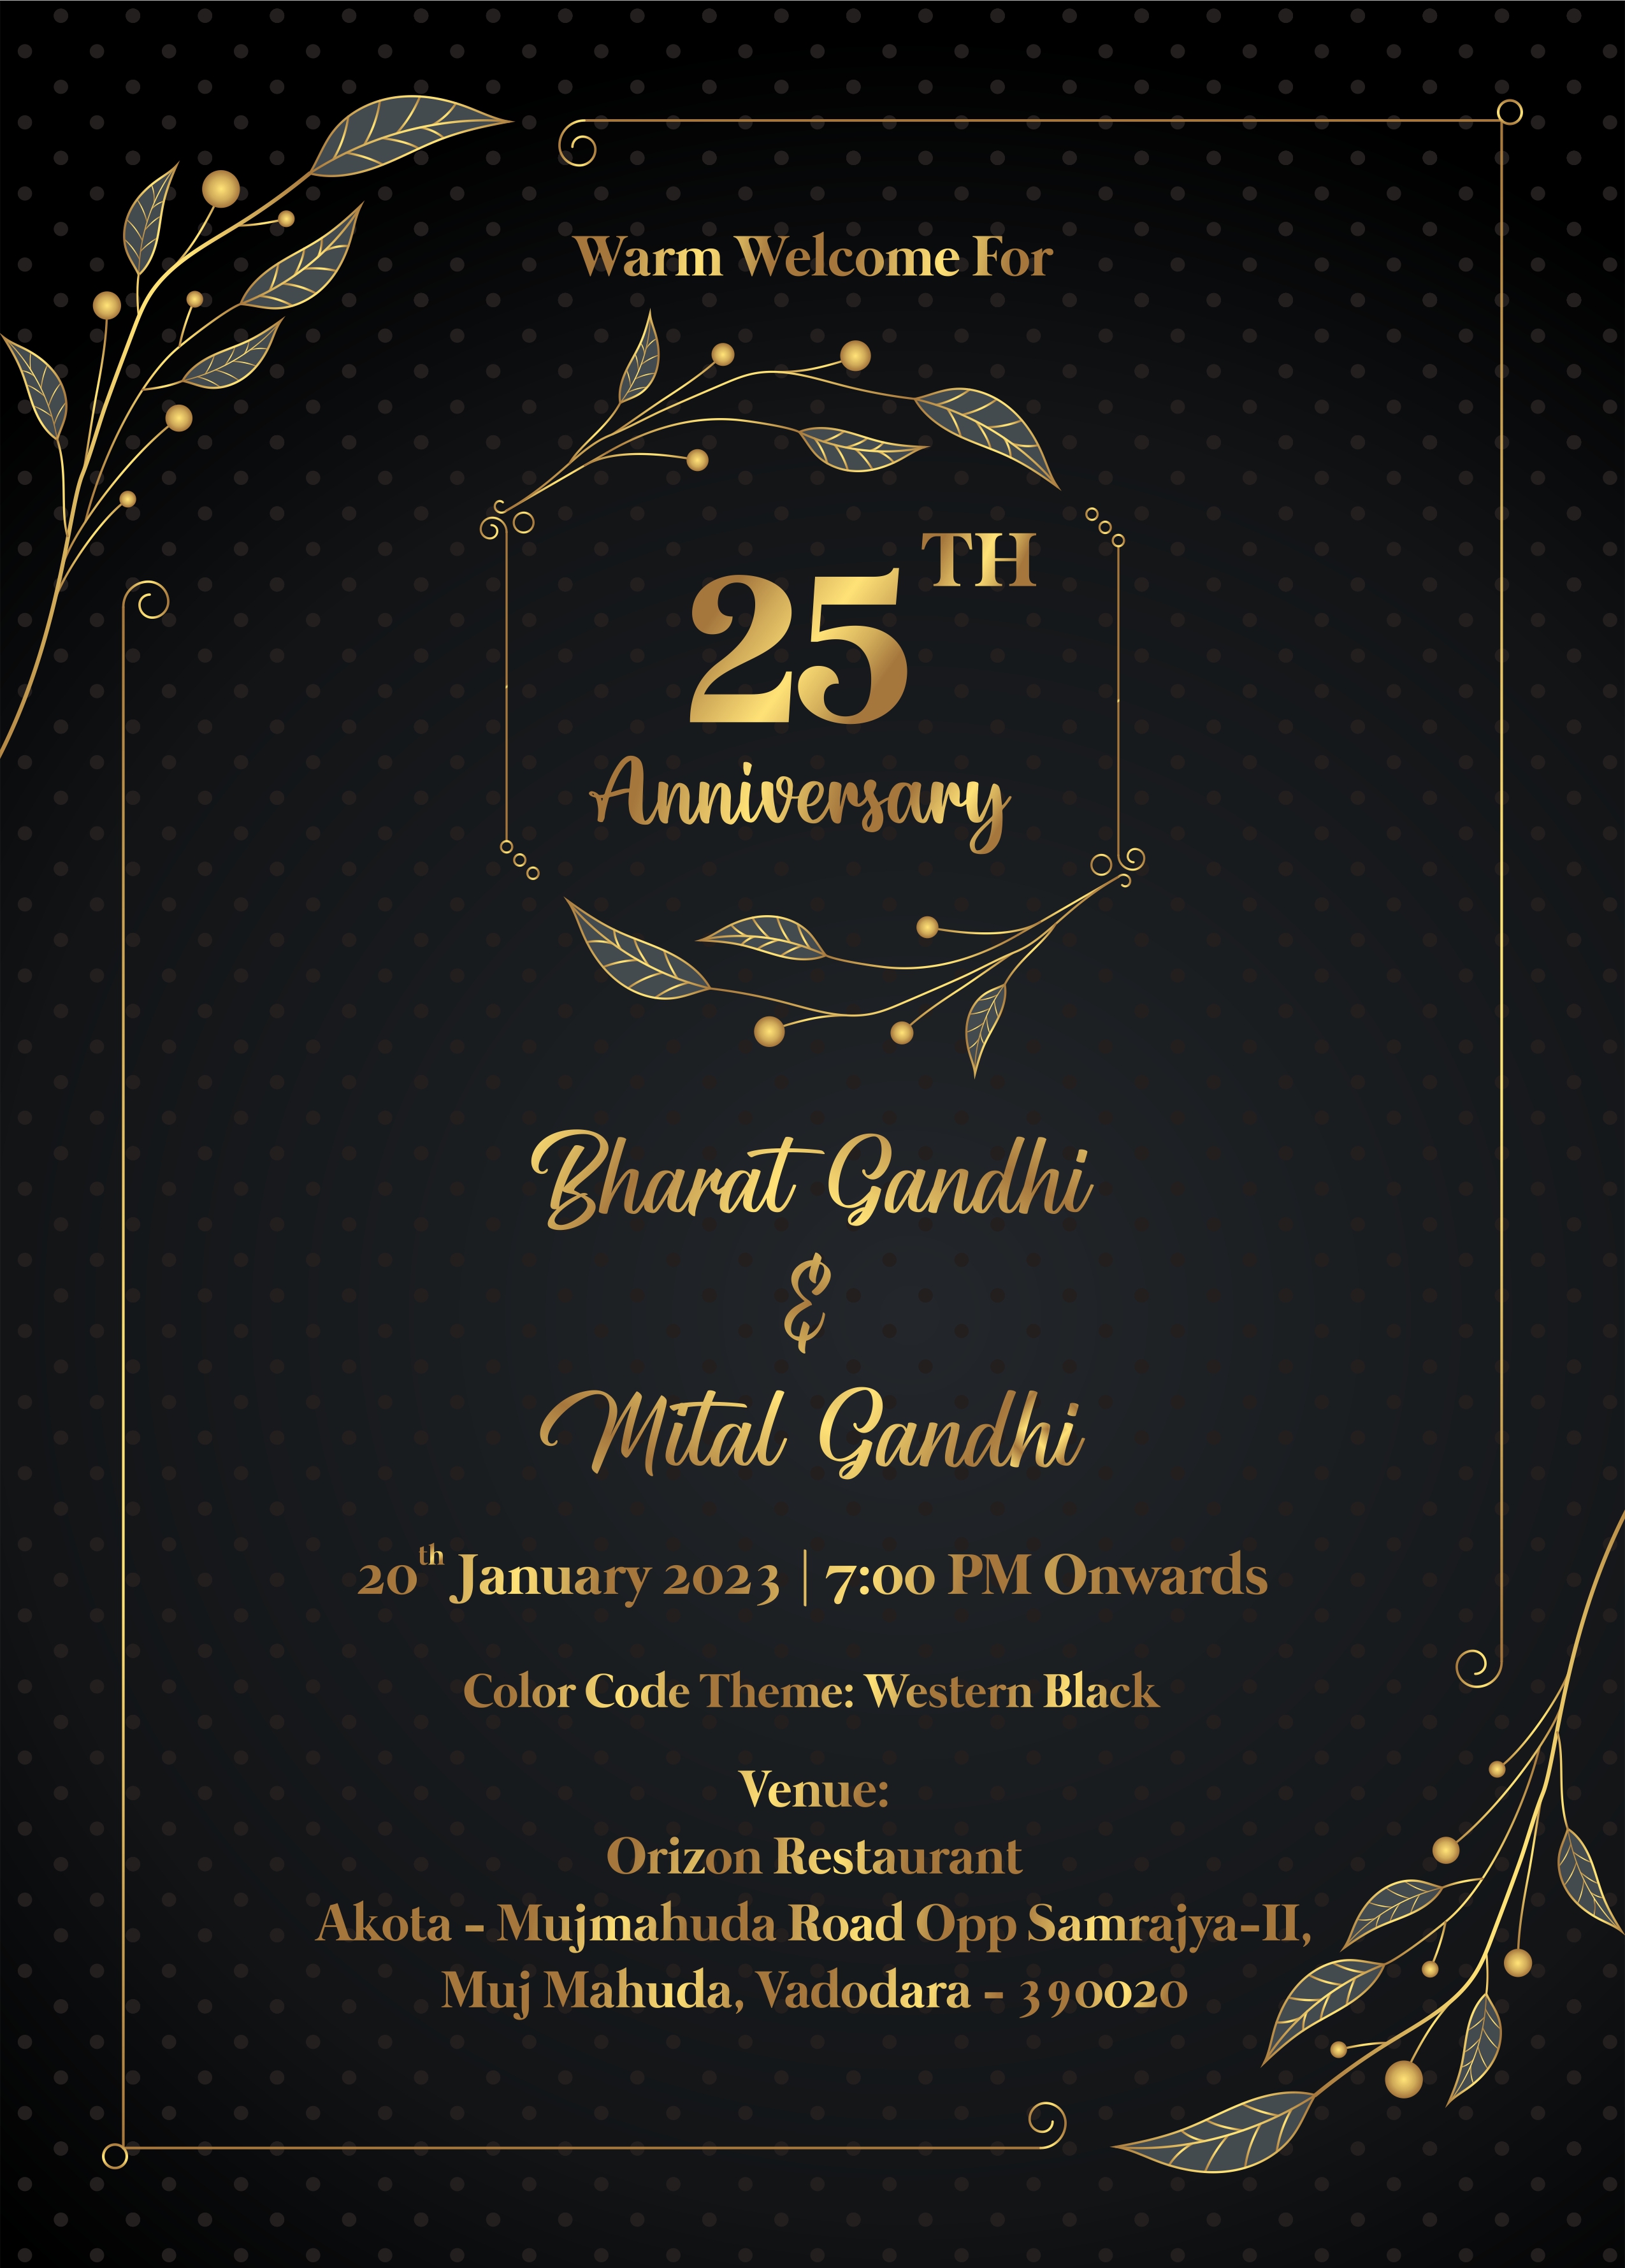 Warm Welcome For
25TH
Anniversary
Bharat Gandhi
&
Mital Gandhi
20th January 2023 | 7:00 PM Onwards
Color Code Theme: Western Black
Venue:
Orizon Restaurant
Akota - Mujmahuda Road Opp Samrajya-II,
Muj Mahuda, Vadodara - 390020